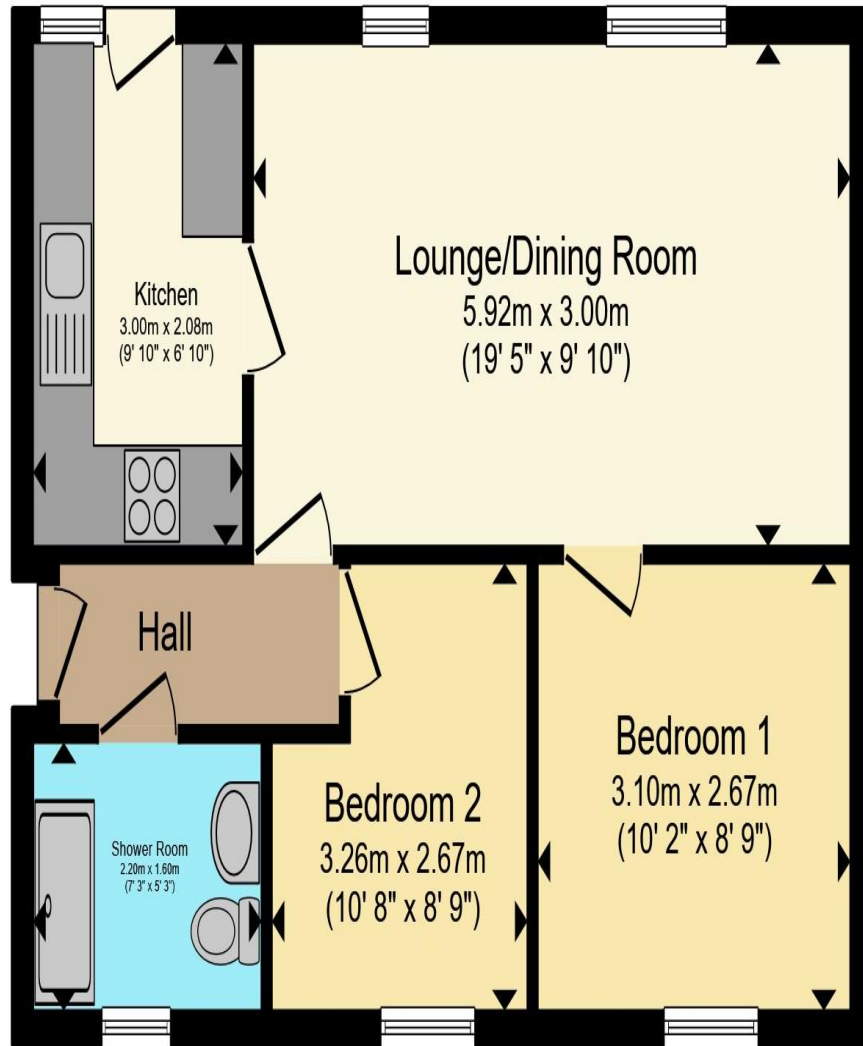 Kitchen
3.00m x 2.08m
(9' 10" x 6' 10")
Lounge/Dining Room
5.92m x 3.00m
(19' 5" x 9' 10")
Hall
Shower Room
2.20m x 1.60m
(7' 3" x 5' 3")
Bedroom 2
3.26m x 2.67m
(10' 8" x 8' 9")
Bedroom 1
3.10m x 2.67m
(10' 2" x 8' 9")